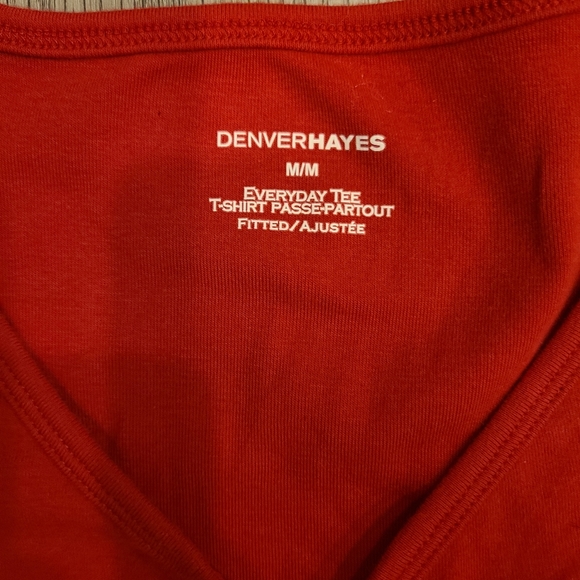 DENVERHAYES
M/M
EVERYDAY TEE
T-SHIRT PASSE-PARTOUT
FITTED/AJUSTÉE